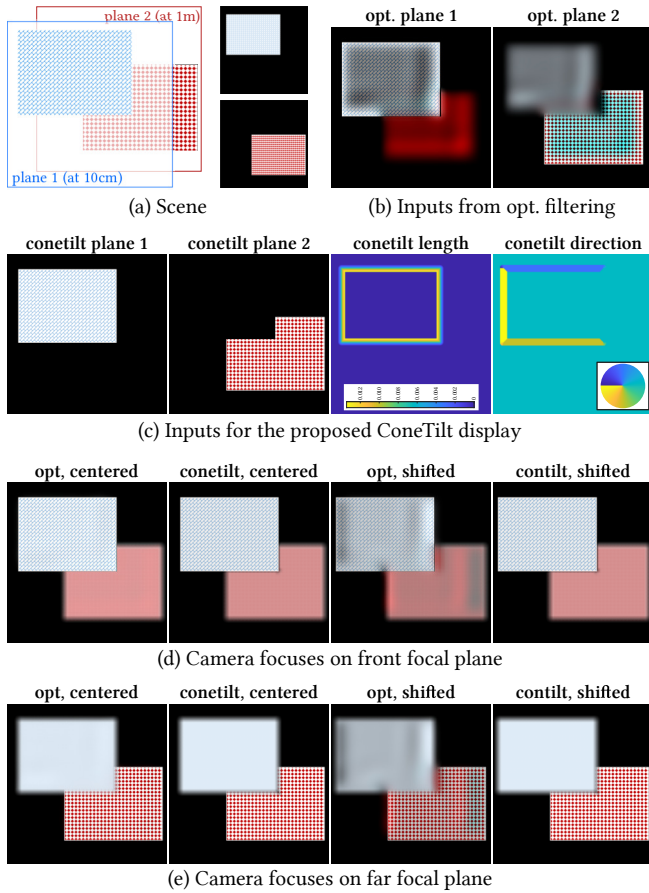 plane 2 (at 1m)
plane 1 (at 10cm)
(a) Scene
opt. plane 1 opt. plane 2
(b) Inputs from opt. filtering
conetilt plane 1 conetilt plane 2 conetilt length conetilt direction
(c) Inputs for the proposed ConeTilt display
opt, centered conetilt, centered opt, shifted contilt, shifted
(d) Camera focuses on front focal plane
opt, centered conetilt, centered opt, shifted contilt, shifted
(e) Camera focuses on far focal plane